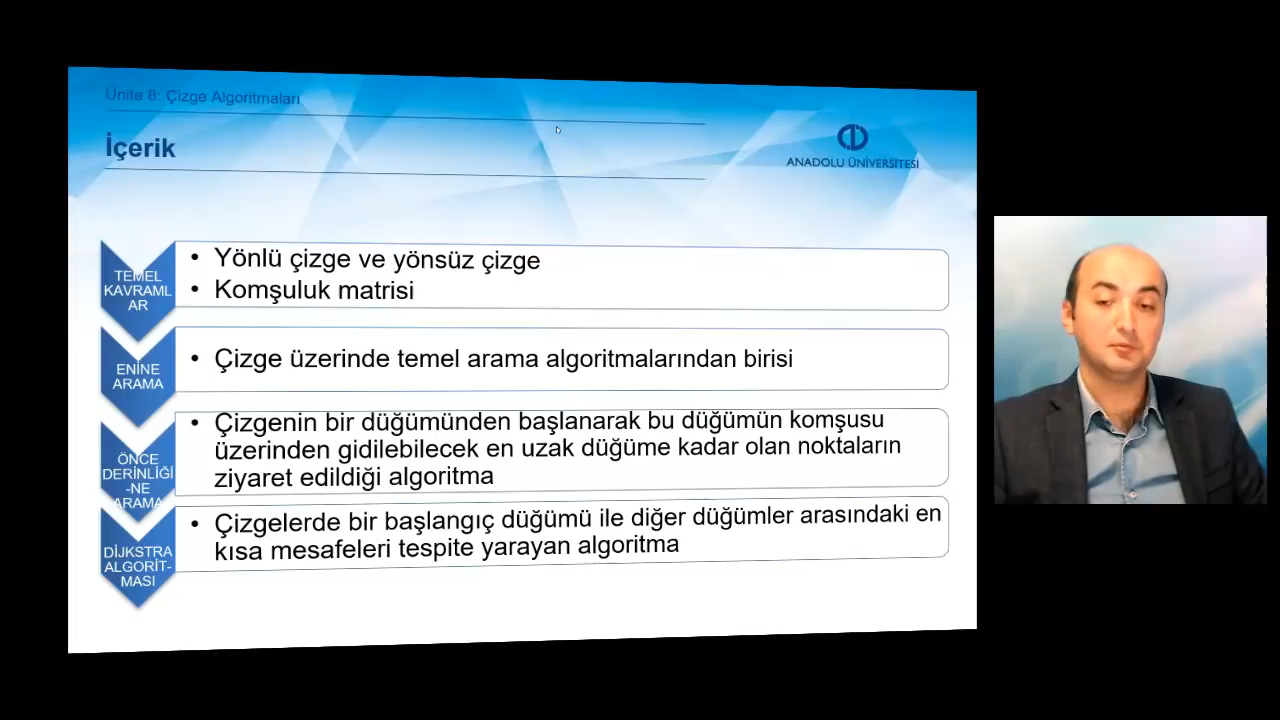 Ünite 8: Çizge Algoritmaları
İçerik
ANADOLU ÜNİVERSİTESİ
TEMEL
KAVRAML
AR
• Yönlü çizge ve yönsüz çizge
• Komşuluk matrisi
ENİNE
ARAMA
• Çizge üzerinde temel arama algoritmalarından birisi
ÖNCE
DERİNLİĞİ
-NE
ARAMA
• Çizgenin bir düğümünden başlanarak bu düğümün komşusu
üzerinden gidilebilecek en uzak düğüme kadar olan noktaların
ziyaret edildiği algoritma
DİJKSTRA
ALGORİT-
MASI
• Çizgelerde bir başlangıç düğümü ile diğer düğümler arasındaki en
kısa mesafeleri tespite yarayan algoritma